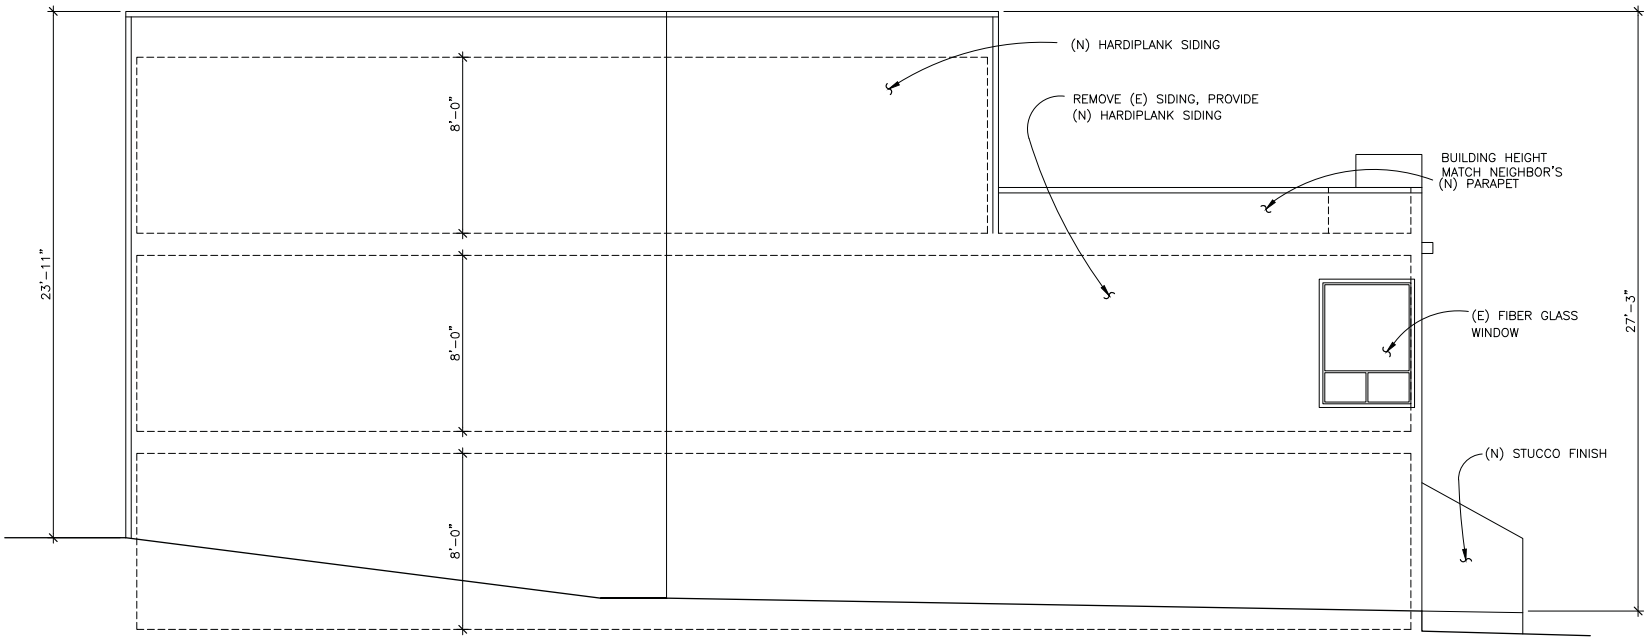 (N) HARDIPLANK SIDING
REMOVE (E) SIDING, PROVIDE
(N) HARDIPLANK SIDING
BUILDING HEIGHT
MATCH NEIGHBOR'S
(N) PARAPET
8'-0"
23'-11"
27'-3"
(E) FIBER GLASS
WINDOW
8'-0"
(N) STUCCO FINISH
8'-0"